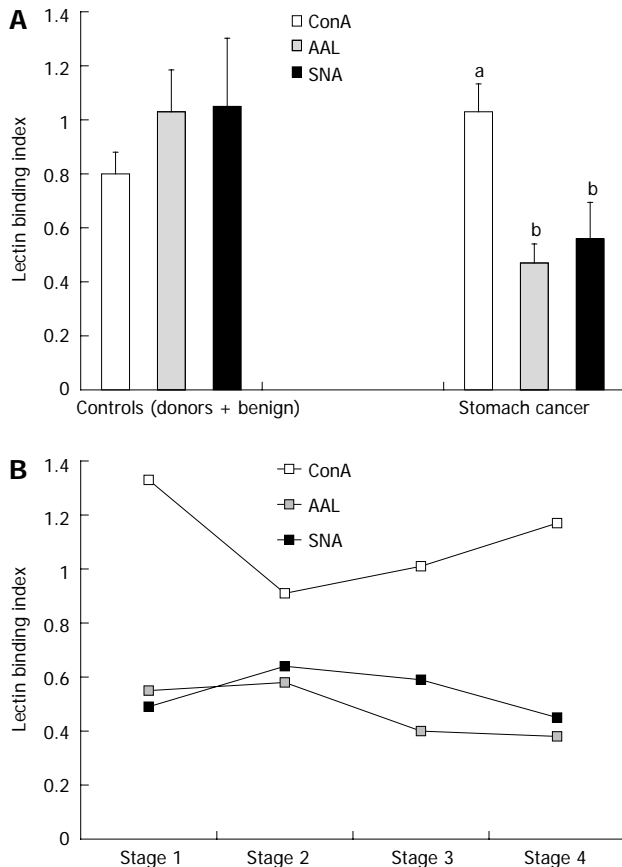 A
1.4
1.2
1
0.8
0.6
0.4
0.2
0
Lectin binding index
ConA
AAL
SNA
a
b
b
Controls (donors + benign)
Stomach cancer
B
1.4
1.2
1
0.8
0.6
0.4
0.2
0
Lectin binding index
ConA
AAL
SNA
Stage 1
Stage 2
Stage 3
Stage 4